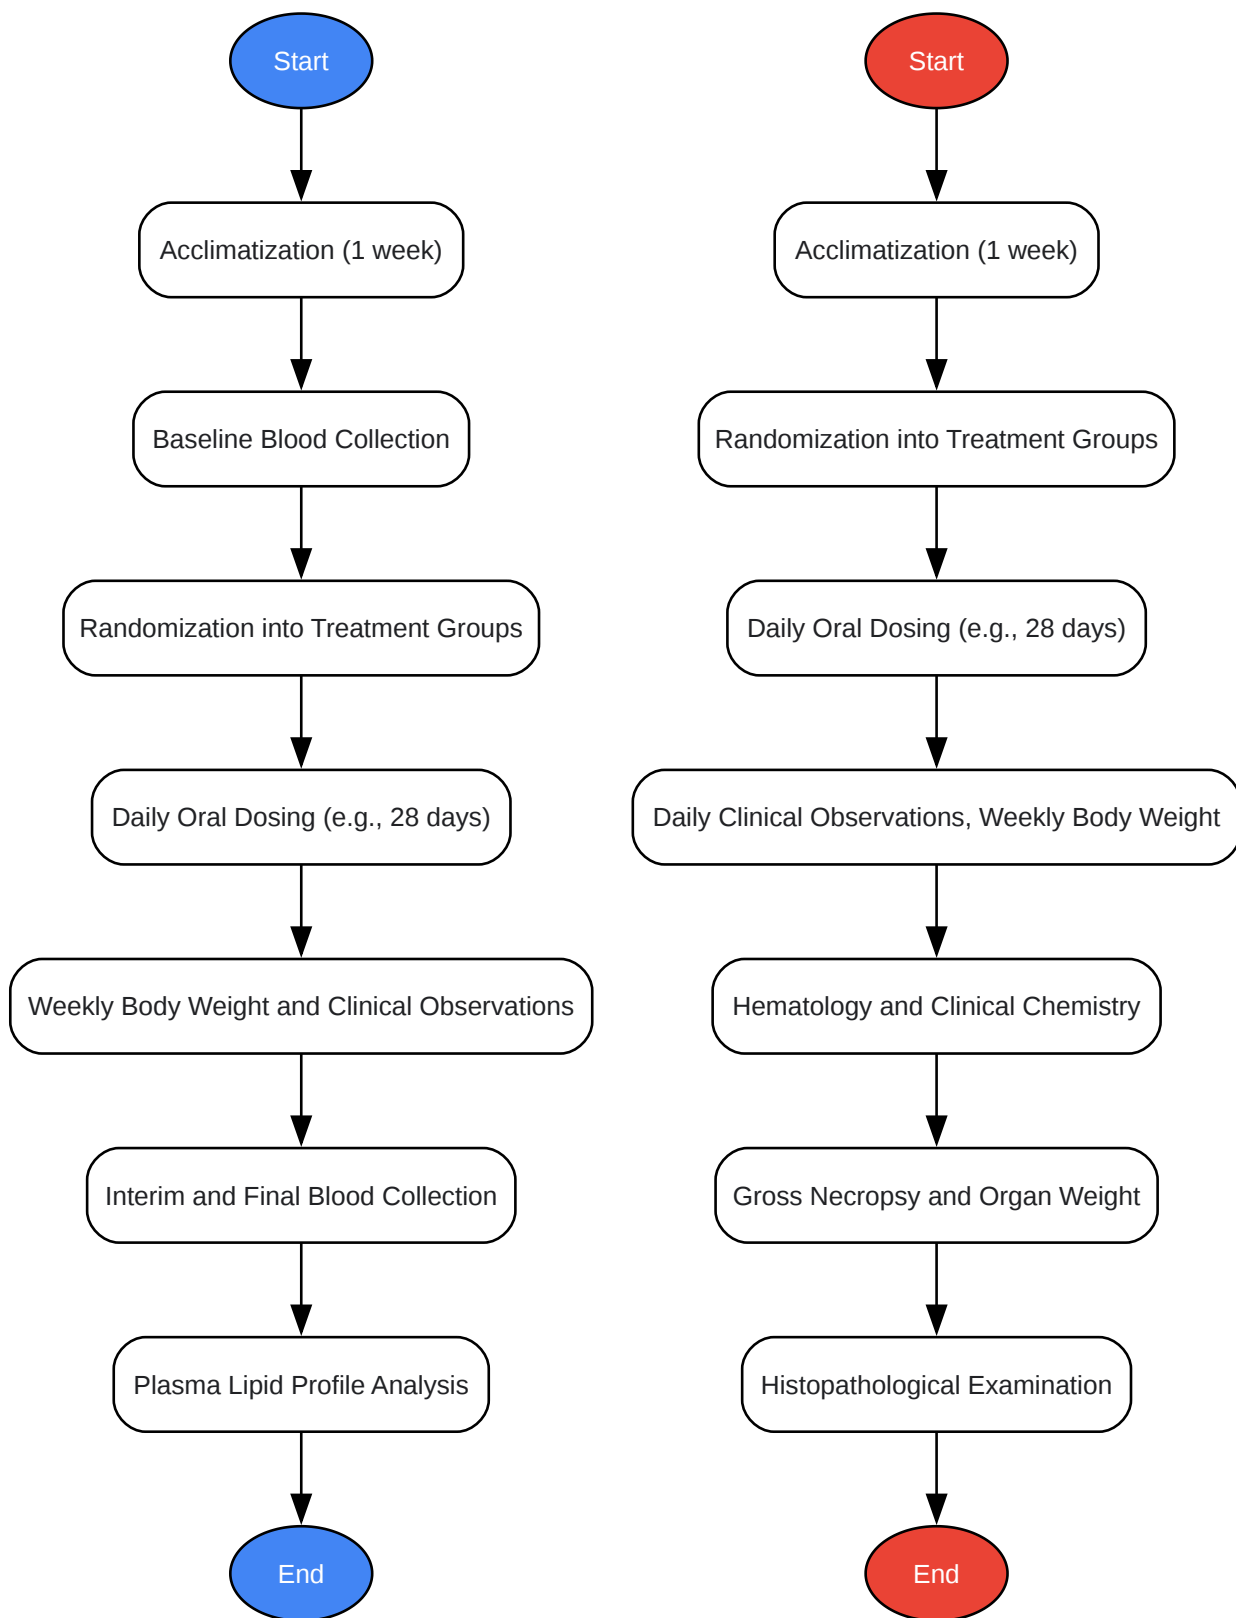 Start
Acclimatization (1 week)
Baseline Blood Collection
Randomization into Treatment Groups
Daily Oral Dosing (e.g., 28 days)
Weekly Body Weight and Clinical Observations
Interim and Final Blood Collection
Plasma Lipid Profile Analysis
End
Start
Acclimatization (1 week)
Randomization into Treatment Groups
Daily Oral Dosing (e.g., 28 days)
Daily Clinical Observations, Weekly Body Weight
Hematology and Clinical Chemistry
Gross Necropsy and Organ Weight
Histopathological Examination
End